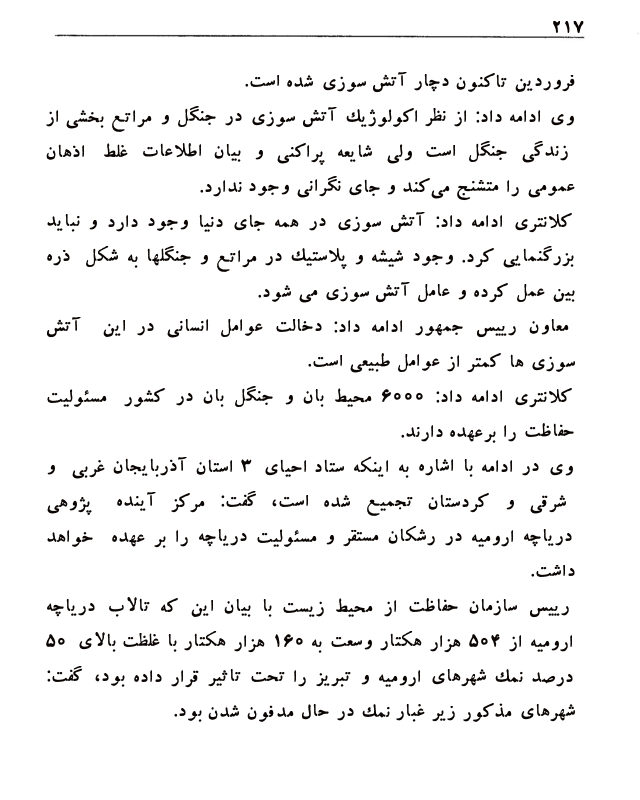 ۲۱۷
فروردین تاکنون دچار آتش سوزی شده است.
وی ادامه داد: از نظر اکولوژیك آتش سوزی در جنگل و مراتع بخشی از
زندگی جنگل است ولی شایعه پراکنی و بیان اطلاعات غلط اذهان
عمومی را متشنج می‌کند و جای نگرانی وجود ندارد.
کلانتری ادامه داد: آتش سوزی در همه جای دنیا وجود دارد و نباید
بزرگنمایی کرد. وجود شیشه و پلاستیك در مراتع و جنگلها به شکل ذره
بین عمل کرده و عامل آتش سوزی می شود.
معاون رییس جمهور ادامه داد: دخالت عوامل انسانی در این آتش
سوزی ها کمتر از عوامل طبیعی است.
کلانتری ادامه داد: ۶۰۰۰ محیط بان و جنگل بان در کشور مسئولیت
حفاظت را برعهده دارند.
وی در ادامه با اشاره به اینکه ستاد احیای ۳ استان آذربایجان غربی و
شرقی و کردستان تجمیع شده است، گفت: مرکز آینده پژوهی
دریاچه ارومیه در رشکان مستقر و مسئولیت دریاچه را بر عهده خواهد
داشت.
رییس سازمان حفاظت از محیط زیست با بیان این که تالاب دریاچه
ارومیه از ۵۰۴ هزار هکتار وسعت به ۱۶۰ هزار هکتار با غلظت بالای ۵۰
درصد نمك شهرهای ارومیه و تبریز را تحت تاثیر قرار داده بود، گفت:
شهرهای مذکور زیر غبار نمك در حال مدفون شدن بود.